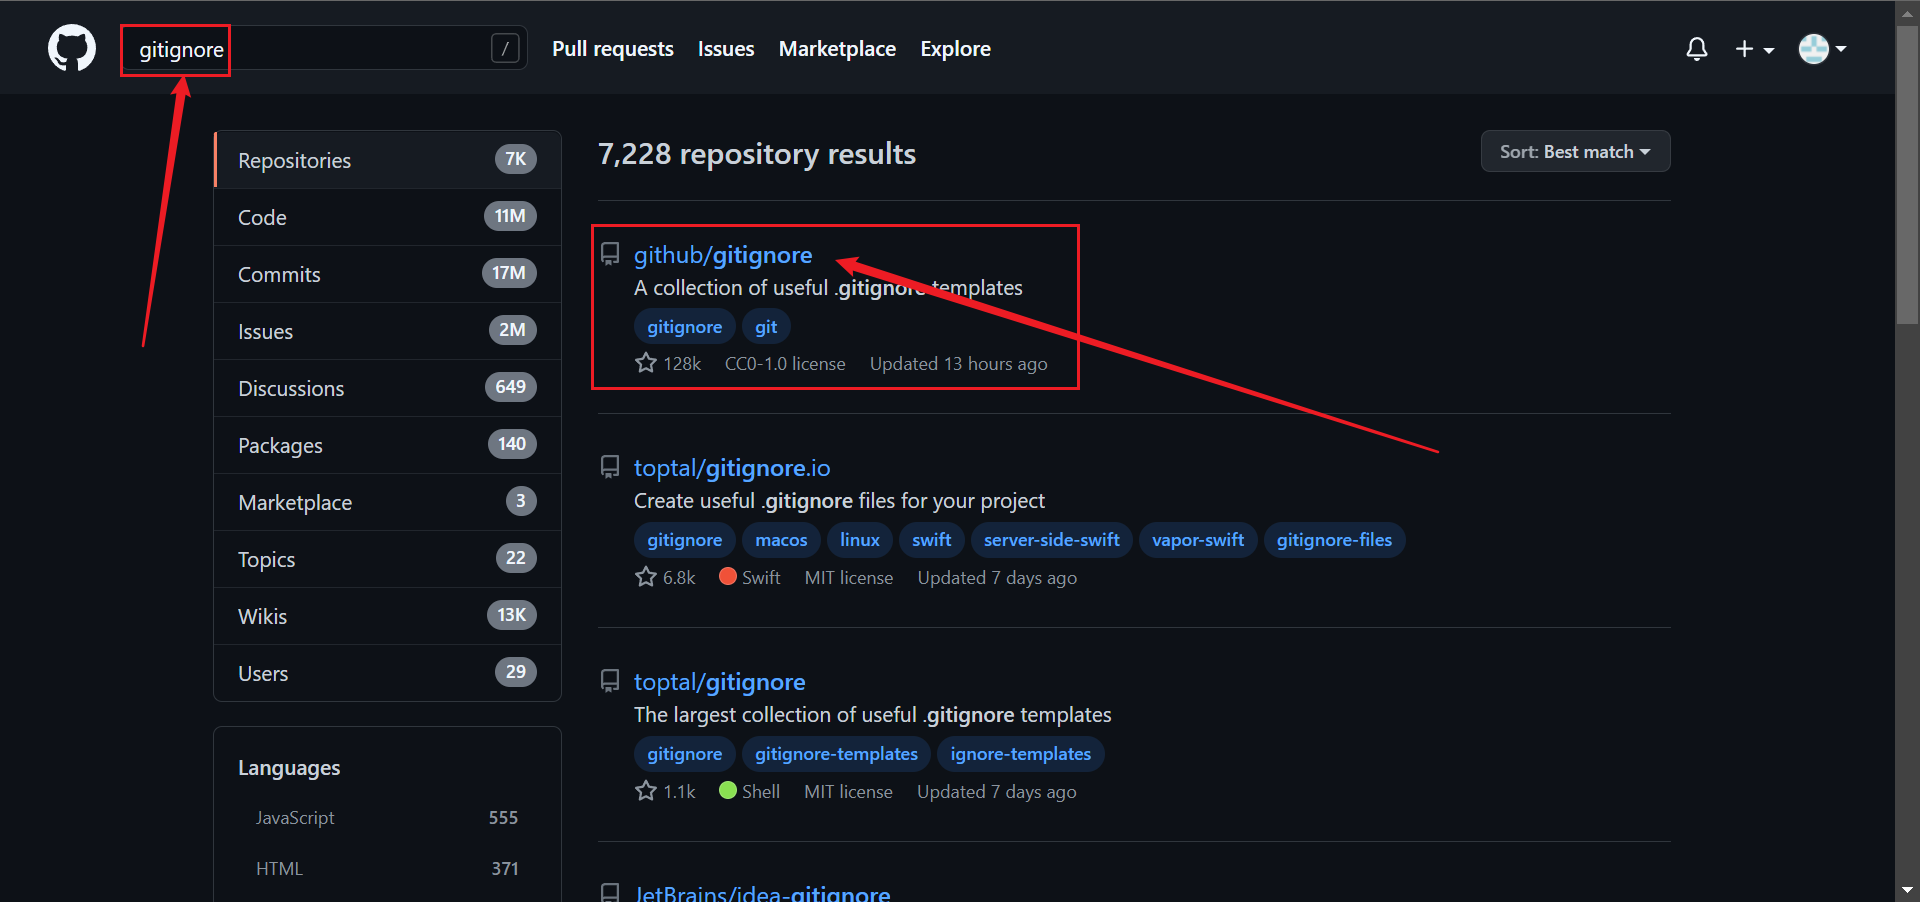 gitignore / Pull requests Issues Marketplace Explore
Repositories 7K
Code 11M
Commits 17M
Issues 2M
Discussions 649
Packages 140
Marketplace 3
Topics 22
Wikis 13K
Users 29
Languages
JavaScript 555
HTML 371
7,228 repository results
Sort: Best match
github/gitignore
A collection of useful .gitignore templates
gitignore git
128k CC0-1.0 license Updated 13 hours ago
toptal/gitignore.io
Create useful .gitignore files for your project
gitignore macos linux swift server-side-swift vapor-swift gitignore-files
6.8k Swift MIT license Updated 7 days ago
toptal/gitignore
The largest collection of useful .gitignore templates
gitignore gitignore-templates ignore-templates
1.1k Shell MIT license Updated 7 days ago
JetBrains/idea-gitignore